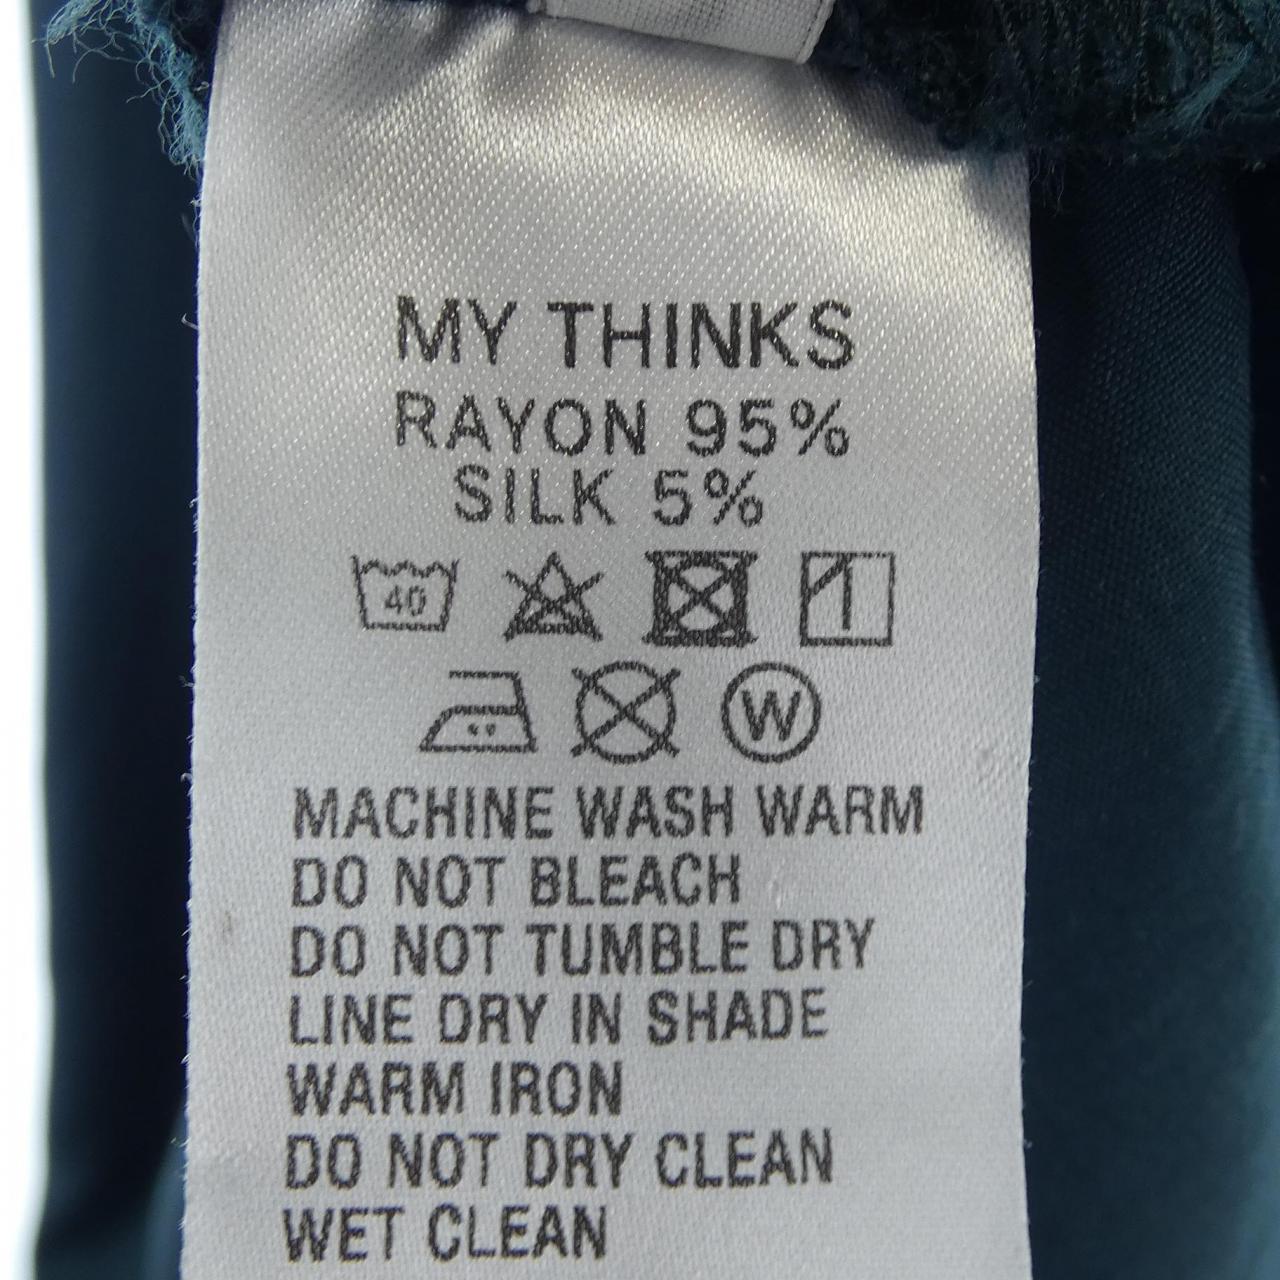 MY THINKS
RAYON 95%
SILK 5%
40
W
MACHINE WASH WARM
DO NOT BLEACH
DO NOT TUMBLE DRY
LINE DRY IN SHADE
WARM IRON
DO NOT DRY CLEAN
WET CLEAN